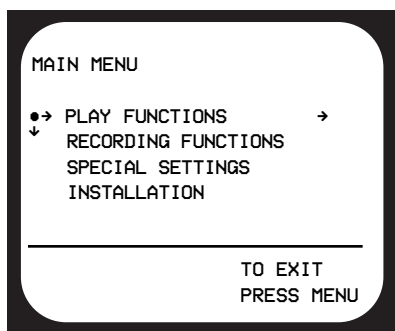 MAIN MENU
●→ PLAY FUNCTIONS →
↓ RECORDING FUNCTIONS
SPECIAL SETTINGS
INSTALLATION
TO EXIT
PRESS MENU